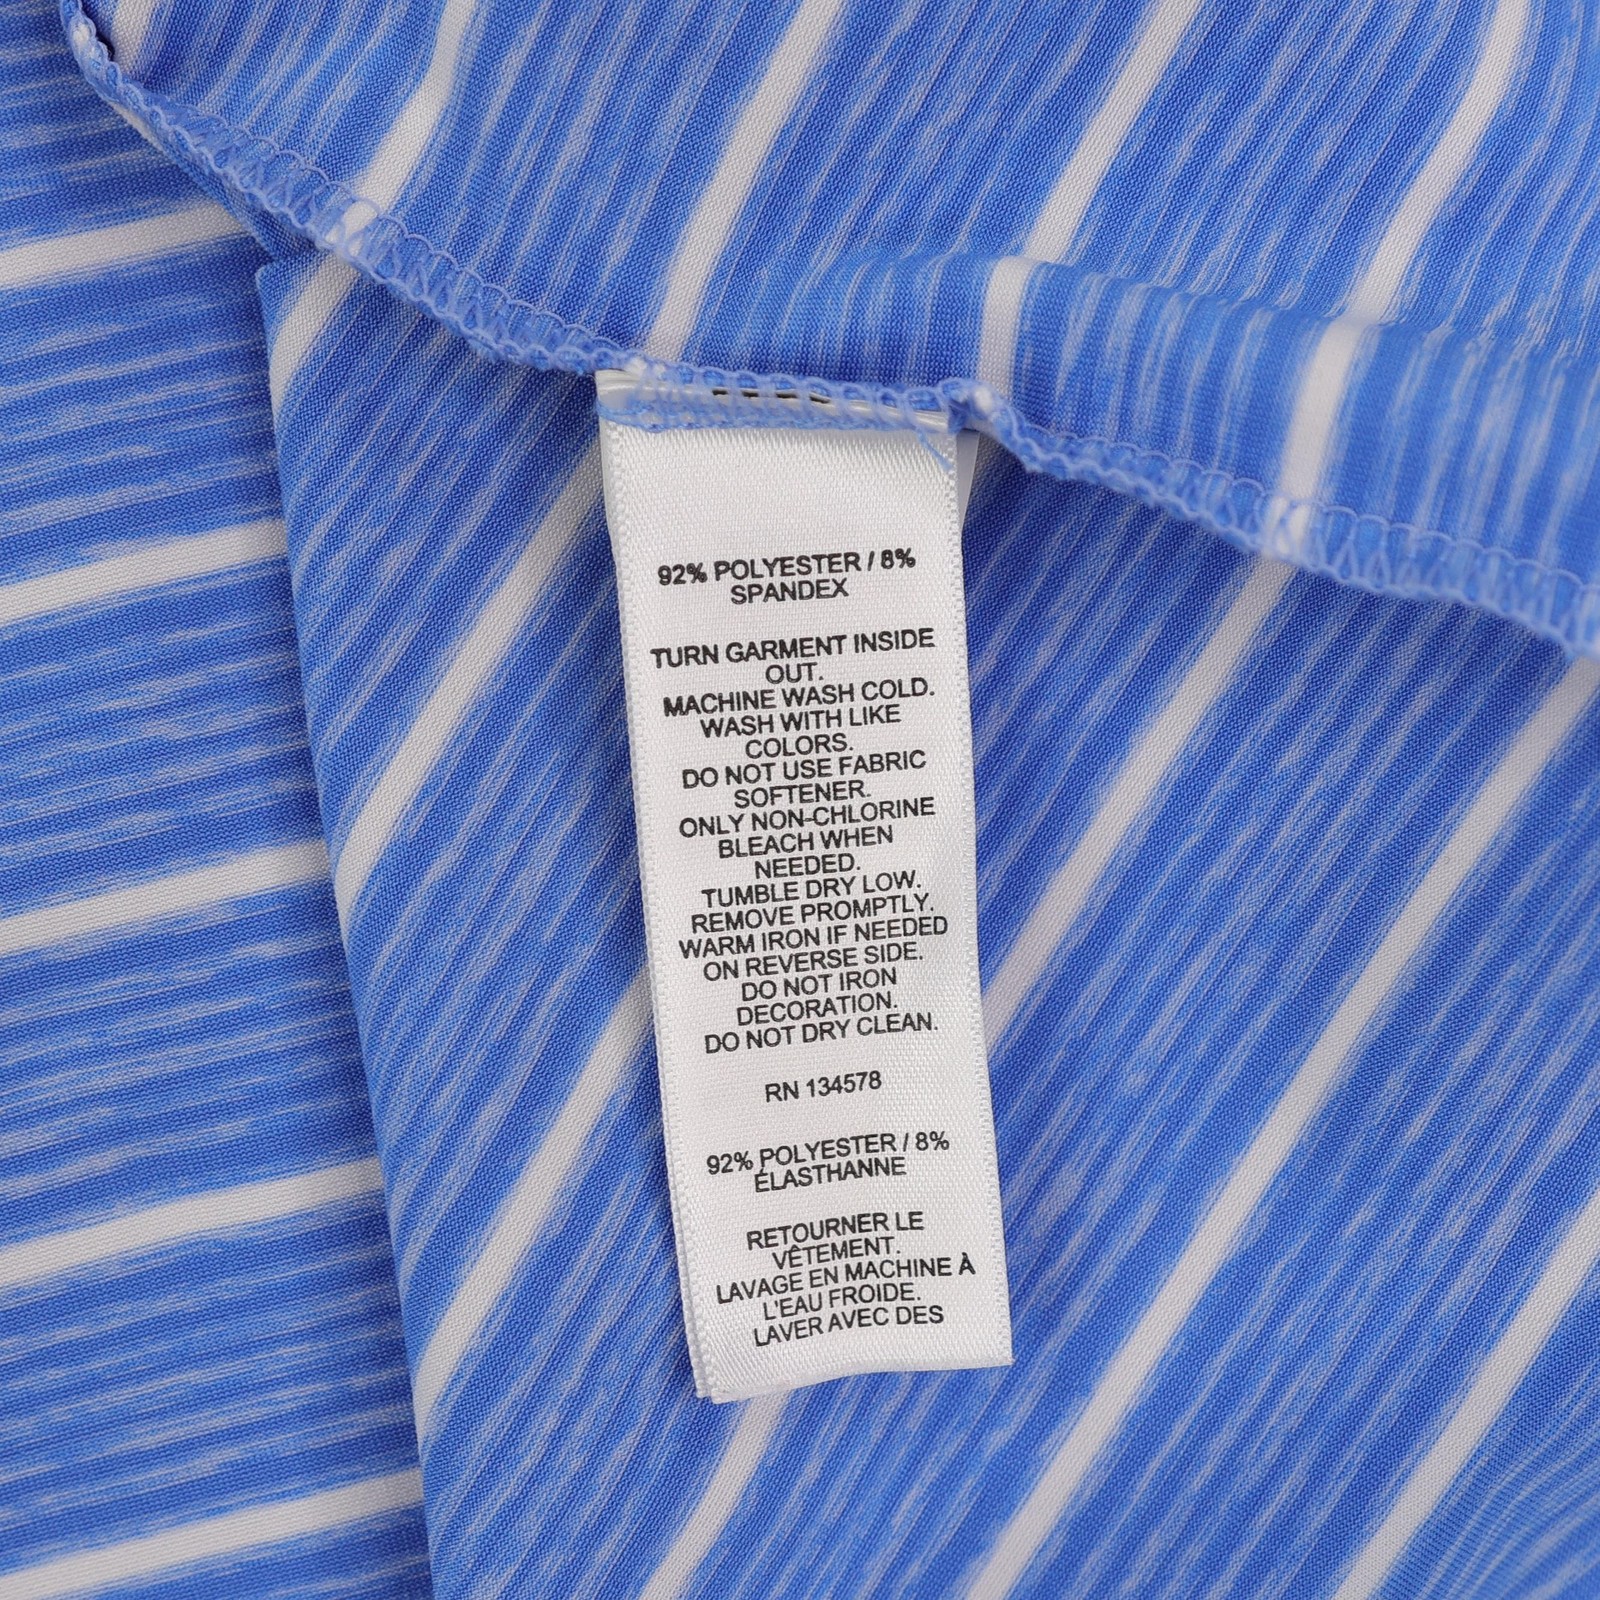 92% POLYESTER / 8%
SPANDEX
TURN GARMENT INSIDE
OUT.
MACHINE WASH COLD.
WASH WITH LIKE
COLORS.
DO NOT USE FABRIC
SOFTENER.
ONLY NON-CHLORINE
BLEACH WHEN
NEEDED.
TUMBLE DRY LOW.
REMOVE PROMPTLY.
WARM IRON IF NEEDED
ON REVERSE SIDE.
DO NOT IRON
DECORATION.
DO NOT DRY CLEAN.
RN 134578
92% POLYESTER / 8%
ÉLASTHANNE
RETOURNER LE
VÊTEMENT.
LAVAGE EN MACHINE À
L'EAU FROIDE.
LAVER AVEC DES